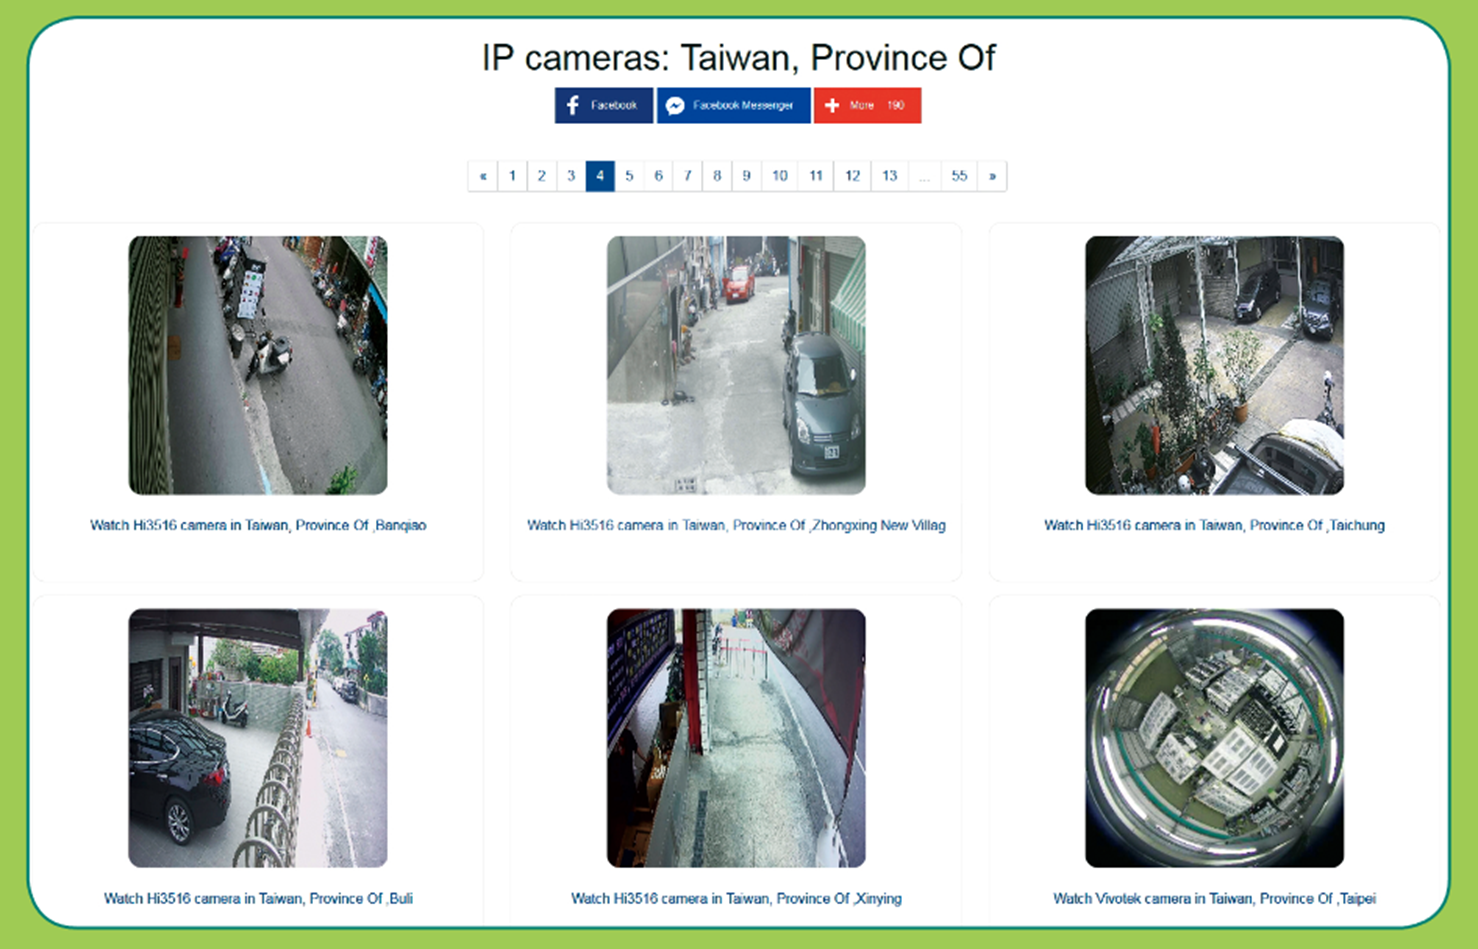 IP cameras: Taiwan, Province Of
Facebook Facebook Messenger More 190
« 1 2 3 4 5 6 7 8 9 10 11 12 13 ... 55 »
Watch Hi3516 camera in Taiwan, Province Of ,Banqiao
Watch Hi3516 camera in Taiwan, Province Of ,Zhongxing New Villag
Watch Hi3516 camera in Taiwan, Province Of ,Taichung
Watch Hi3516 camera in Taiwan, Province Of ,Buli
Watch Hi3516 camera in Taiwan, Province Of ,Xinying
Watch Vivotek camera in Taiwan, Province Of ,Taipei